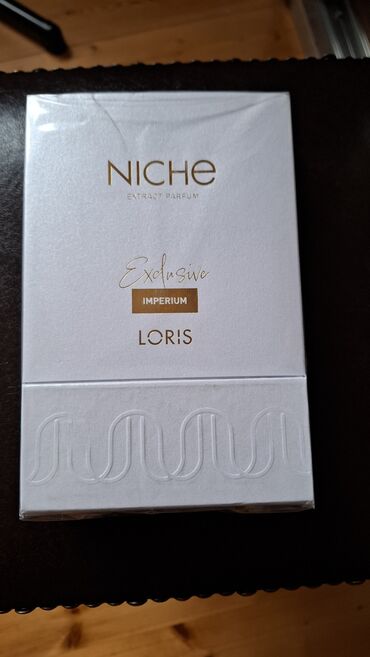 NICHe
EXTRACT PARFUM
Exclusive
IMPERIUM
LORIS